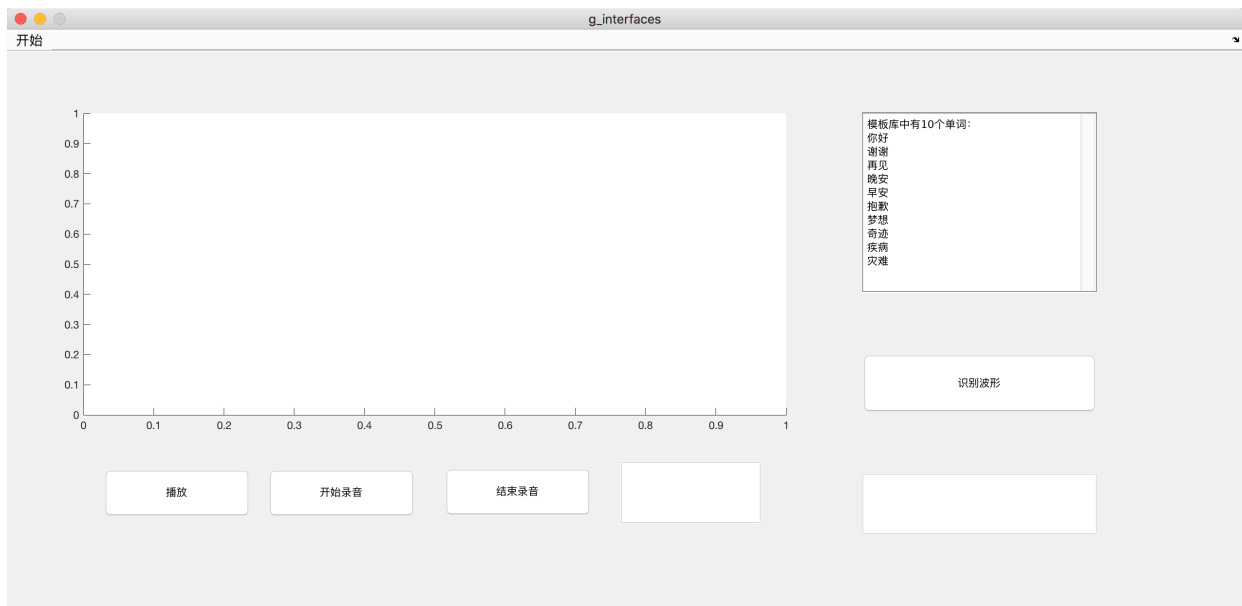 g_interfaces
开始
1
0.9
0.8
0.7
0.6
0.5
0.4
0.3
0.2
0.1
0
0 0.1 0.2 0.3 0.4 0.5 0.6 0.7 0.8 0.9 1
模板库中有10个单词：
你好
谢谢
再见
晚安
早安
抱歉
梦想
奇迹
疾病
灾难
识别波形
播放 开始录音 结束录音